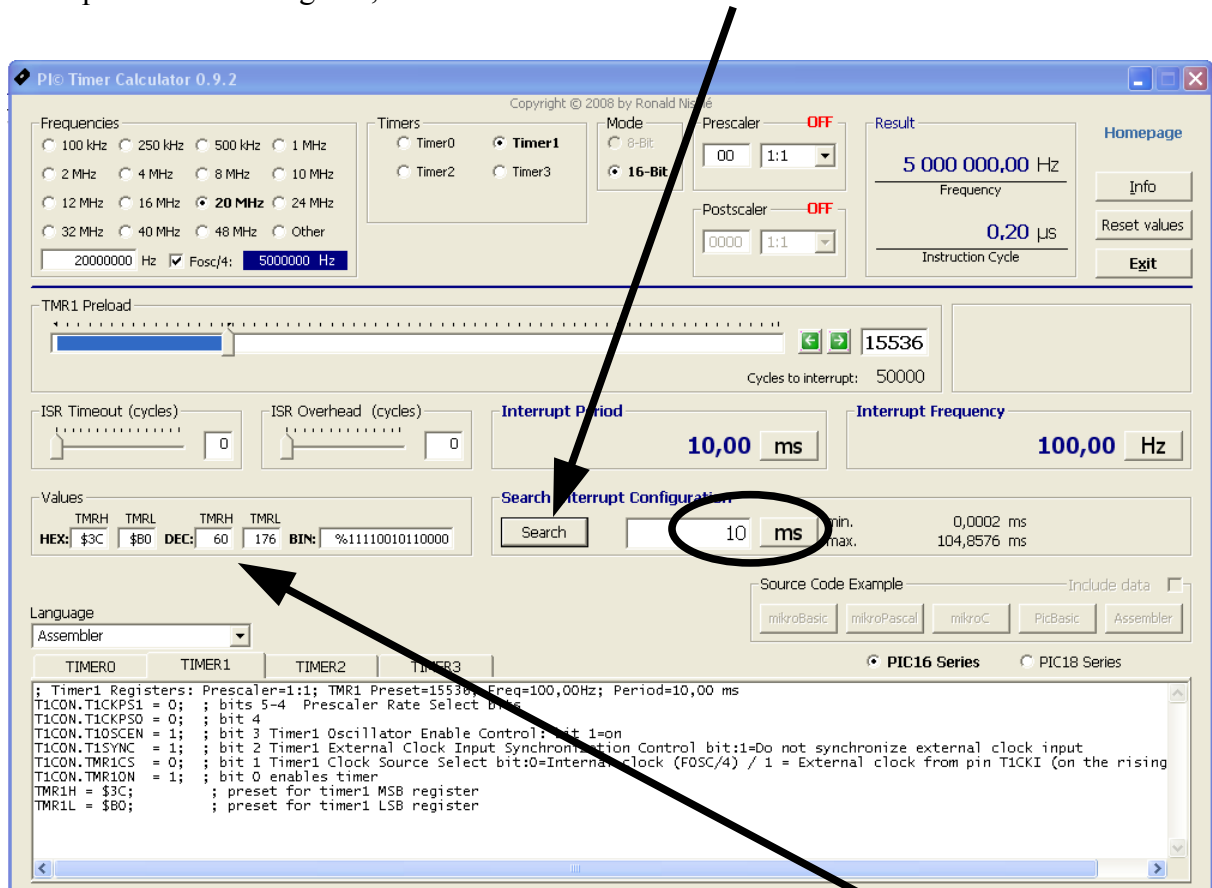 PI© Timer Calculator 0.9.2
Copyright © 2008 by Ronald
Frequencies
100 kHz 250 kHz 500 kHz 1 MHz
2 MHz 4 MHz 8 MHz 10 MHz
12 MHz 16 MHz 20 MHz 24 MHz
32 MHz 40 MHz 48 MHz Other
20000000 Hz Fosc/4: 5000000 Hz
Timers
Timer0 Timer1
Timer2 Timer3
Mode
8-Bit
16-Bit
Prescaler OFF
00 1:1
Postscaler OFF
0000 1:1
Result
5 000 000,00 Hz
Frequency
0,20 µs
Instruction Cycle
Homepage
Info
Reset values
Exit
TMR1 Preload
15536
Cycles to interrupt: 50000
ISR Timeout (cycles)
0
ISR Overhead (cycles)
0
Interrupt Period
10,00 ms
Interrupt Frequency
100,00 Hz
Values
TMRH TMRL TMRH TMRL
HEX: $3C $B0 DEC: 60 176 BIN: %11110010110000
Search Interrupt Configuration
Search 10 ms
min. 0,0002 ms
max. 104,8576 ms
Source Code Example Include data
mikroBasic mikroPascal mikroC PicBasic Assembler
Language
Assembler
PIC16 Series PIC18 Series
TIMER0 TIMER1 TIMER2 TIMER3
; Timer1 Registers: Prescaler=1:1; TMR1 Preset=15536; Freq=100,00Hz; Period=10,00 ms
T1CON.T1CKPS1 = 0; ; bits 5-4 Prescaler Rate Select bits
T1CON.T1CKPS0 = 0; ; bit 4
T1CON.T1OSCEN = 1; ; bit 3 Timer1 Oscillator Enable Control: bit 1=on
T1CON.T1SYNC = 1; ; bit 2 Timer1 External Clock Input Synchronization Control bit:1=Do not synchronize external clock input
T1CON.TMR1CS = 0; ; bit 1 Timer1 Clock Source Select bit:0=Internal clock (FOSC/4) / 1 = External clock from pin T1CKI (on the rising
T1CON.TMR1ON = 1; ; bit 0 enables timer
TMR1H = $3C; ; preset for timer1 MSB register
TMR1L = $B0; ; preset for timer1 LSB register